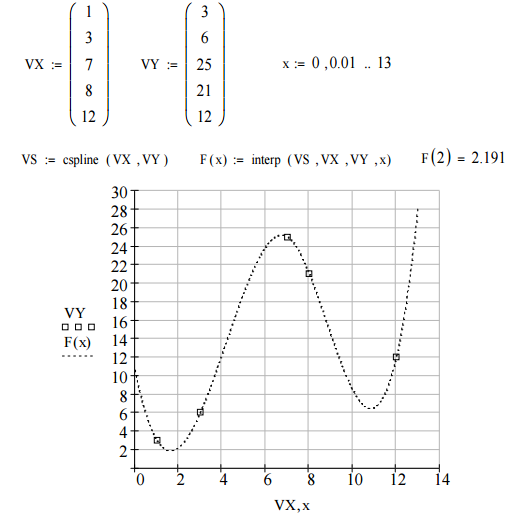 VX := ( 1 3 7 8 12 ) VY := ( 3 6 25 21 12 ) x := 0 , 0.01 .. 13
VS := cspline (VX , VY ) F(x) := interp (VS , VX , VY , x) F(2) = 2.191
30
28
26
24
22
20
18
16
14
12
10
8
6
4
2
VY
F(x)
0 2 4 6 8 10 12 14
VX, x